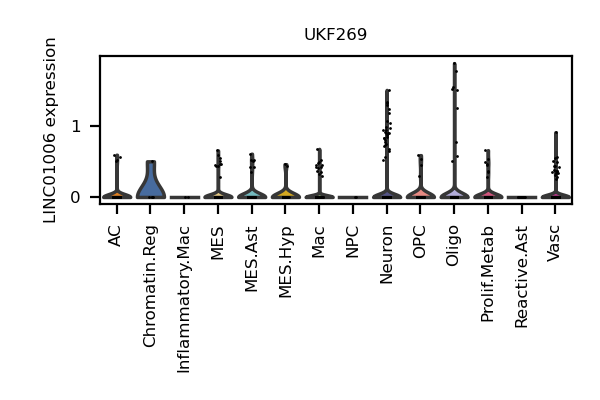 UKF269
LINC01006 expression
1
0
AC
Chromatin.Reg
Inflammatory.Mac
MES
MES.Ast
MES.Hyp
Mac
NPC
Neuron
OPC
Oligo
Prolif.Metab
Reactive.Ast
Vasc